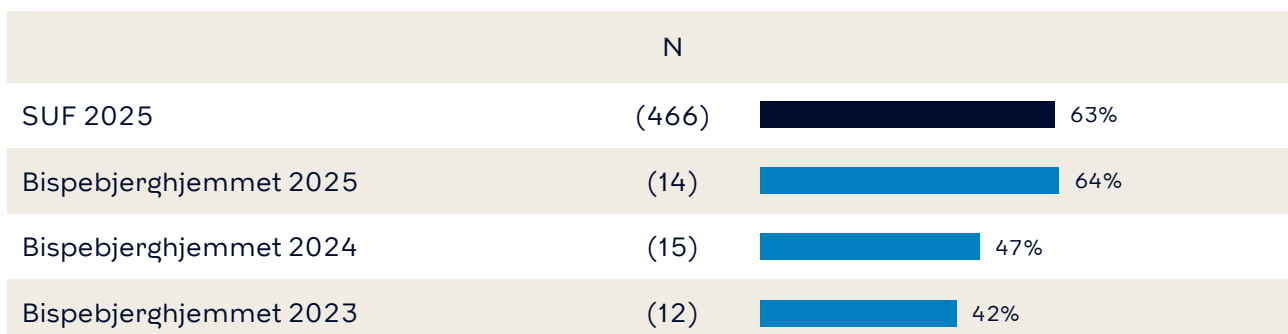 N
SUF 2025 (466) 63%
Bispebjerghjemmet 2025 (14) 64%
Bispebjerghjemmet 2024 (15) 47%
Bispebjerghjemmet 2023 (12) 42%